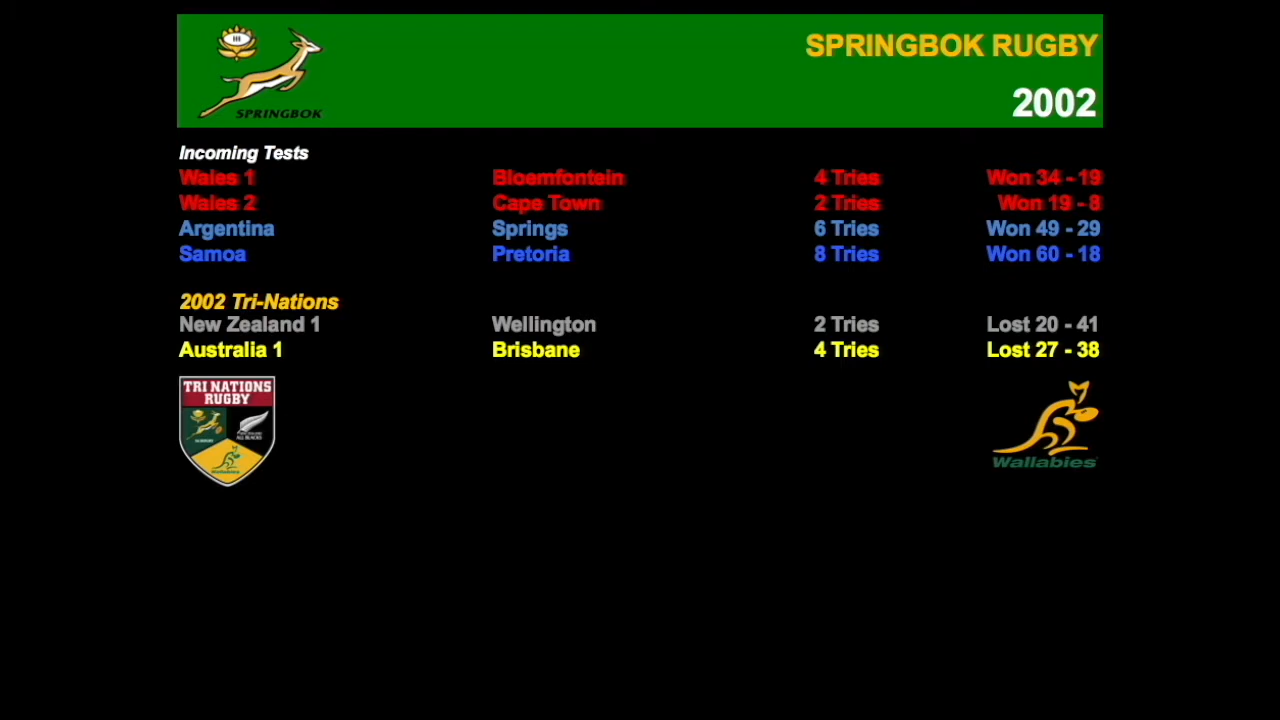 SPRINGBOK RUGBY
2002
SPRINGBOK
Incoming Tests
Wales 1 Bloemfontein 4 Tries Won 34 - 19
Wales 2 Cape Town 2 Tries Won 19 - 8
Argentina Springs 6 Tries Won 49 - 29
Samoa Pretoria 8 Tries Won 60 - 18
2002 Tri-Nations
New Zealand 1 Wellington 2 Tries Lost 20 - 41
Australia 1 Brisbane 4 Tries Lost 27 - 38
TRI NATIONS
RUGBY
ALL BLACKS
Wallabies
Wallabies